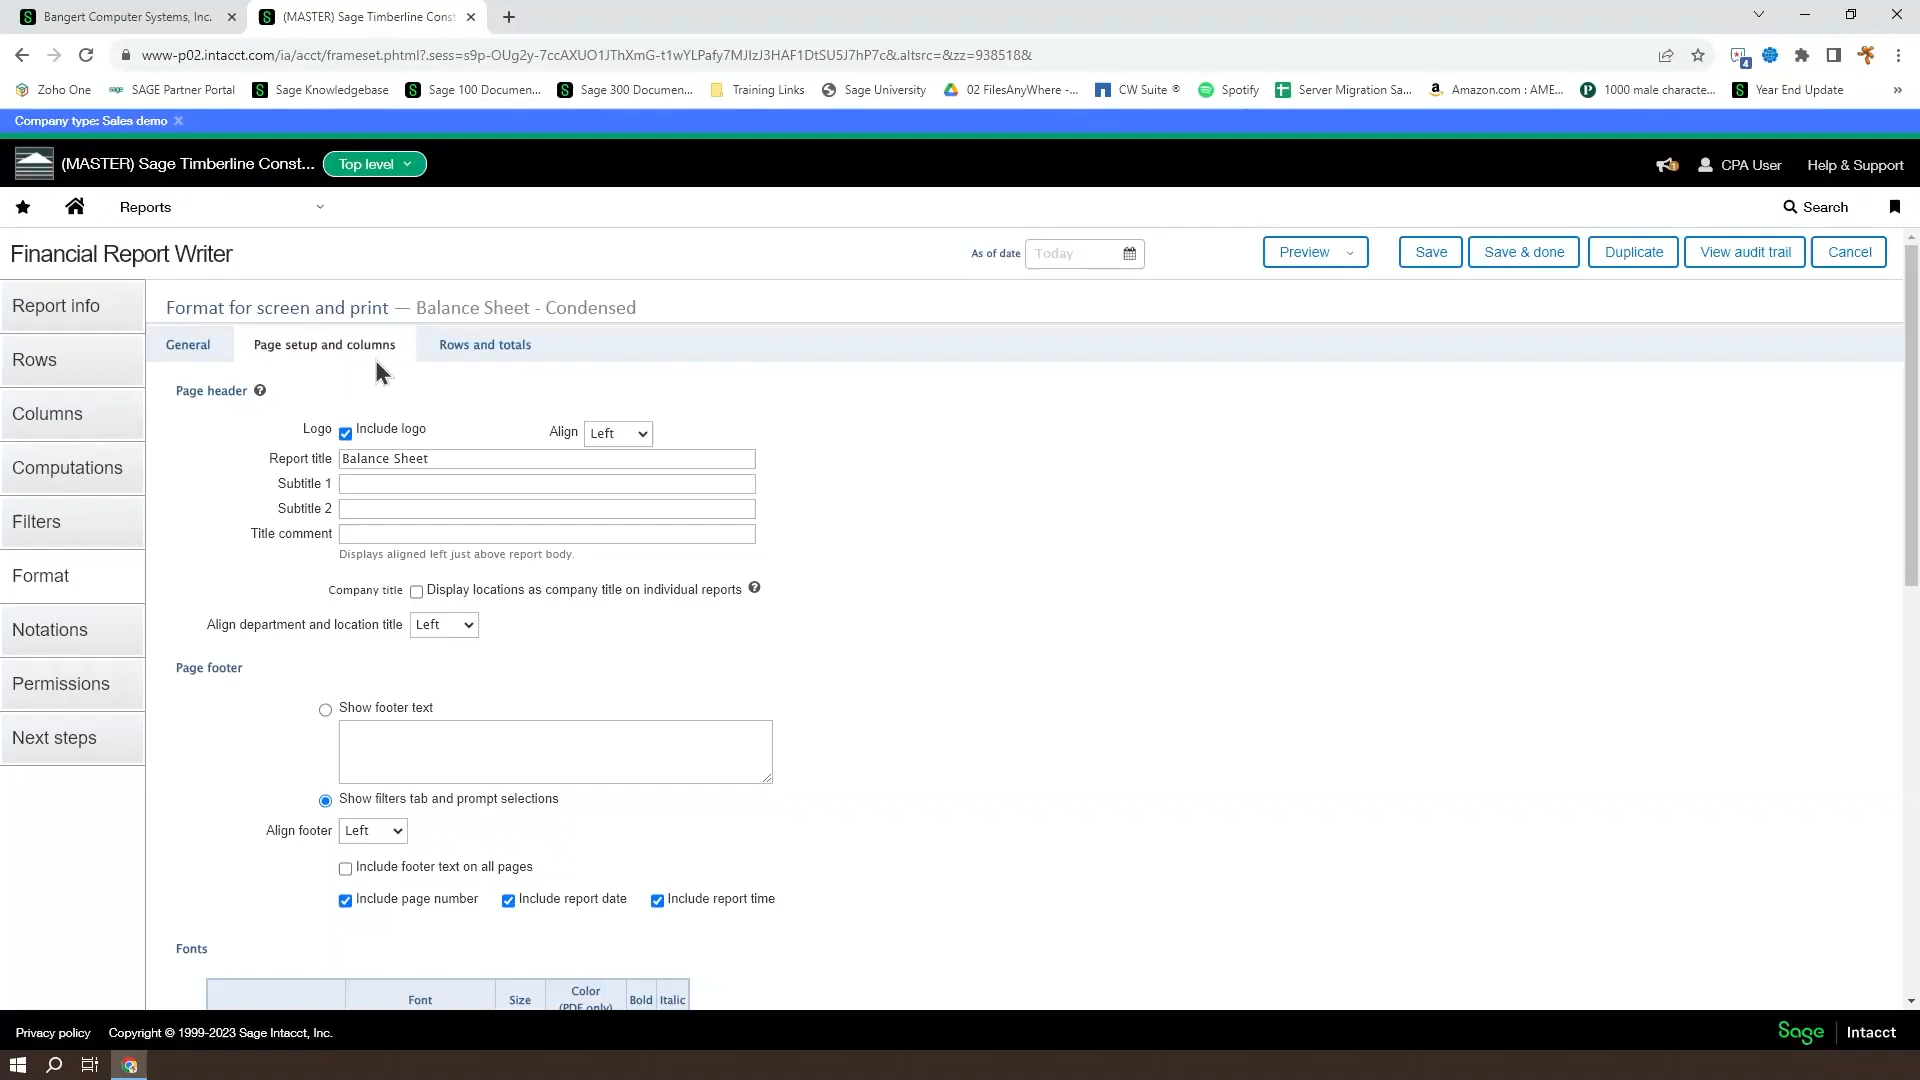 Bangert Computer Systems, Inc.
(MASTER) Sage Timberline Const
www-p02.intacct.com/ia/acct/frameset.phtml?.sess=s9p-OUg2y-7ccAXUO1JThXmG-t1wYLPafy7MJIzJ3HAF1DtSU5J7hP7c&.altsrc=&zz=938518&
4
Zoho One
SAGE Partner Portal
Sage Knowledgebase
Sage 100 Documen...
Sage 300 Documen...
Training Links
Sage University
02 FilesAnyWhere -...
CW Suite ®
Spotify
Server Migration Sa...
Amazon.com : AME...
1000 male characte...
Year End Update
»
Company type: Sales demo
(MASTER) Sage Timberline Const...
Top level
CPA User
Help & Support
Reports
Search
Financial Report Writer
As of date
Today
Preview
Save
Save & done
Duplicate
View audit trail
Cancel
Report info
Rows
Columns
Computations
Filters
Format
Notations
Permissions
Next steps
Format for screen and print — Balance Sheet - Condensed
General
Page setup and columns
Rows and totals
Page header
Logo
Include logo
Align
Left
Report title
Balance Sheet
Subtitle 1
Subtitle 2
Title comment
Displays aligned left just above report body.
Company title
Display locations as company title on individual reports
Align department and location title
Left
Page footer
Show footer text
Show filters tab and prompt selections
Align footer
Left
Include footer text on all pages
Include page number
Include report date
Include report time
Fonts
Font
Size
Color
(PDF only)
Bold
Italic
Privacy policy
Copyright © 1999-2023 Sage Intacct, Inc.
Sage
Intacct